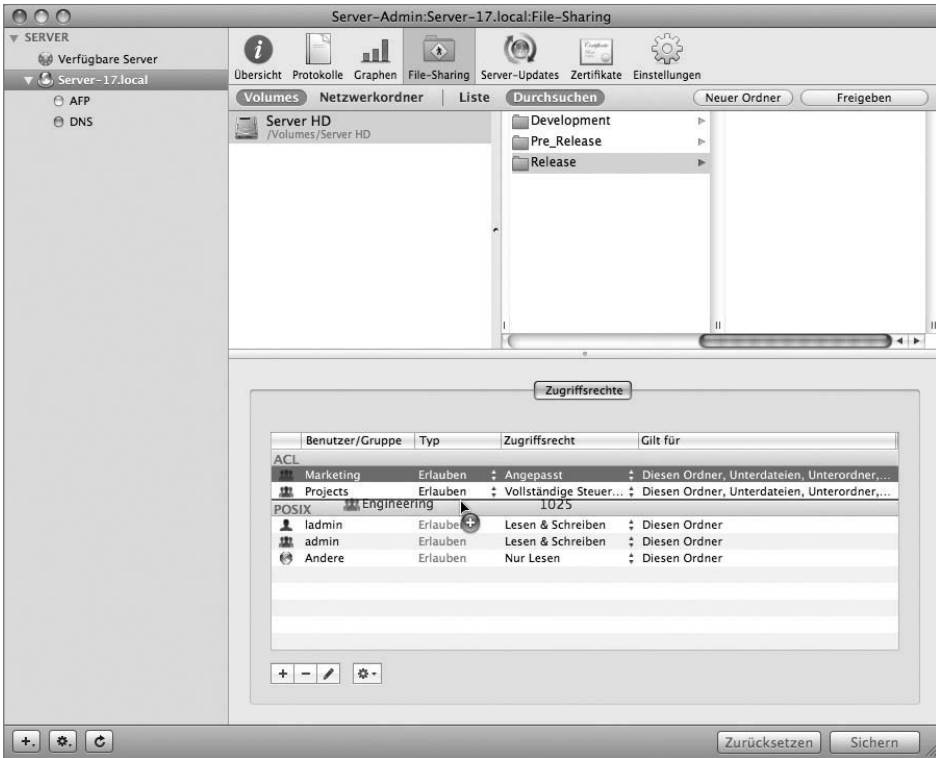 Server-Admin:Server-17.local:File-Sharing
SERVER
Verfügbare Server
Server-17.local
AFP
DNS
Übersicht Protokolle Graphen File-Sharing Server-Updates Zertifikate Einstellungen
Volumes Netzwerkordner Liste Durchsuchen Neuer Ordner Freigeben
Server HD
/Volumes/Server HD
Development
Pre_Release
Release
Zugriffsrechte
Benutzer/Gruppe Typ Zugriffsrecht Gilt für
ACL
Marketing Erlauben Angepasst Diesen Ordner, Unterdateien, Unterordner,...
Projects Erlauben Vollständige Steuer... Diesen Ordner, Unterdateien, Unterordner,...
Engineering 1025
POSIX
ladmin Erlauben Lesen & Schreiben Diesen Ordner
admin Erlauben Lesen & Schreiben Diesen Ordner
Andere Erlauben Nur Lesen Diesen Ordner
Zurücksetzen Sichern